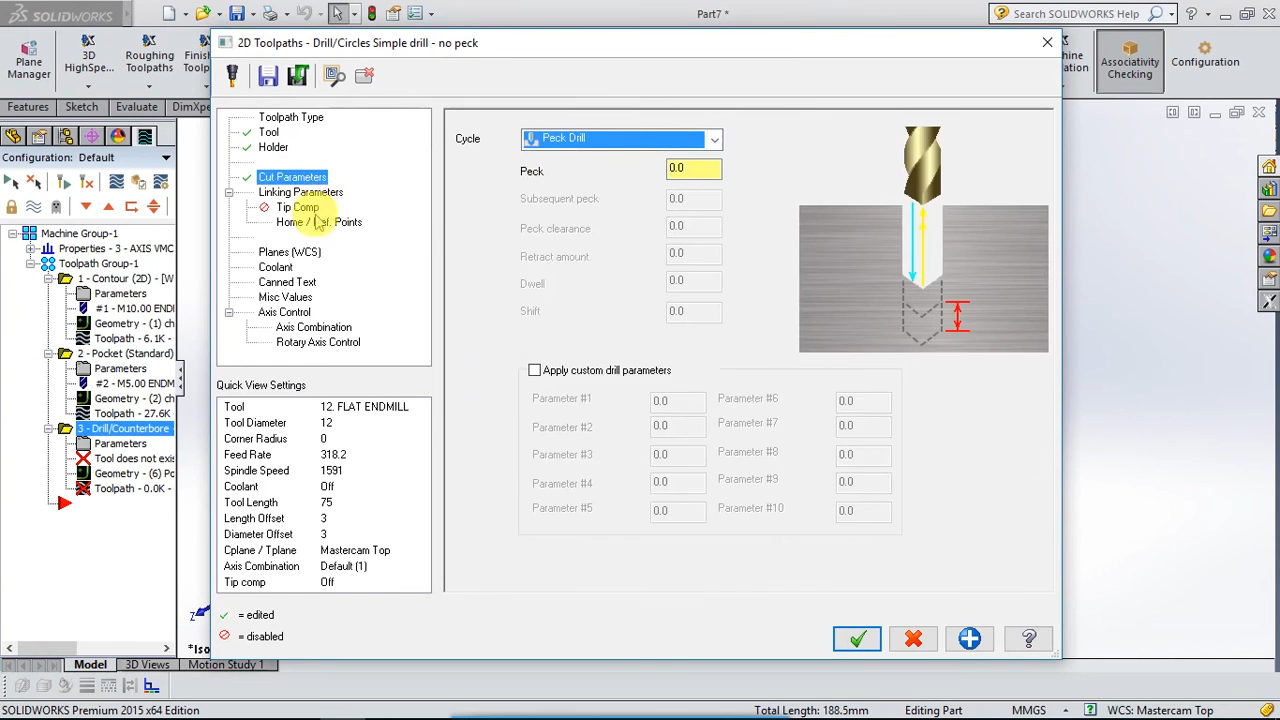 SOLIDWORKS
Part7 *
Search SOLIDWORKS Help
Plane Manager
3D HighSpe...
Roughing Toolpaths
Associativity Checking
Configuration:
Features
Sketch
Evaluate
DimXpe
Configuration: Default
Machine Group-1
Properties - 3 - AXIS VMC
Toolpath Group-1
1 - Contour (2D) - [W
Parameters
#1 - M10.00 ENDM
Geometry - (1) ch
Toolpath - 6.1K -
2 - Pocket (Standard)
Parameters
#2 - M5.00 ENDM
Geometry - (2) ch
Toolpath - 27.6K
3 - Drill/Counterbore -
Parameters
Tool does not exis
Geometry - (6) Po
Toolpath - 0.0K -
2D Toolpaths - Drill/Circles Simple drill - no peck
Toolpath Type
Tool
Holder
Cut Parameters
Linking Parameters
Tip Comp
Home / Ref. Points
Planes (WCS)
Coolant
Canned Text
Misc Values
Axis Control
Axis Combination
Rotary Axis Control
Quick View Settings
Tool 12. FLAT ENDMILL
Tool Diameter 12
Corner Radius 0
Feed Rate 318.2
Spindle Speed 1591
Coolant Off
Tool Length 75
Length Offset 3
Diameter Offset 3
Cplane / Tplane Mastercam Top
Axis Combination Default (1)
Tip comp Off
= edited
= disabled
Cycle Peck Drill
Peck 0.0
Subsequent peck 0.0
Peck clearance 0.0
Retract amount 0.0
Dwell 0.0
Shift 0.0
Apply custom drill parameters
Parameter #1 0.0 Parameter #6 0.0
Parameter #2 0.0 Parameter #7 0.0
Parameter #3 0.0 Parameter #8 0.0
Parameter #4 0.0 Parameter #9 0.0
Parameter #5 0.0 Parameter #10 0.0
Z
*Iso
Model
3D Views
Motion Study 1
SOLIDWORKS Premium 2015 x64 Edition
Total Length: 188.5mm
Editing Part
MMGS
WCS: Mastercam Top